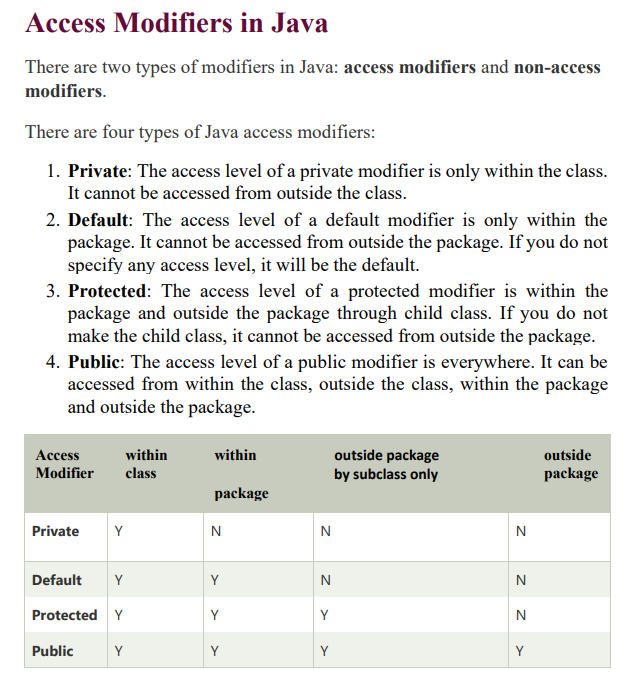 Access Modifiers in Java
There are two types of modifiers in Java: access modifiers and non-access
modifiers.
There are four types of Java access modifiers:
1. Private: The access level of a private modifier is only within the class.
It cannot be accessed from outside the class.
2. Default: The access level of a default modifier is only within the
package. It cannot be accessed from outside the package. If you do not
specify any access level, it will be the default.
3. Protected: The access level of a protected modifier is within the
package and outside the package through child class. If you do not
make the child class, it cannot be accessed from outside the package.
4. Public: The access level of a public modifier is everywhere. It can be
accessed from within the class, outside the class, within the package
and outside the package.
Access within within outside package outside
Modifier class by subclass only package
package
Private Y N N N
Default Y Y N N
Protected Y Y Y N
Public Y Y Y Y